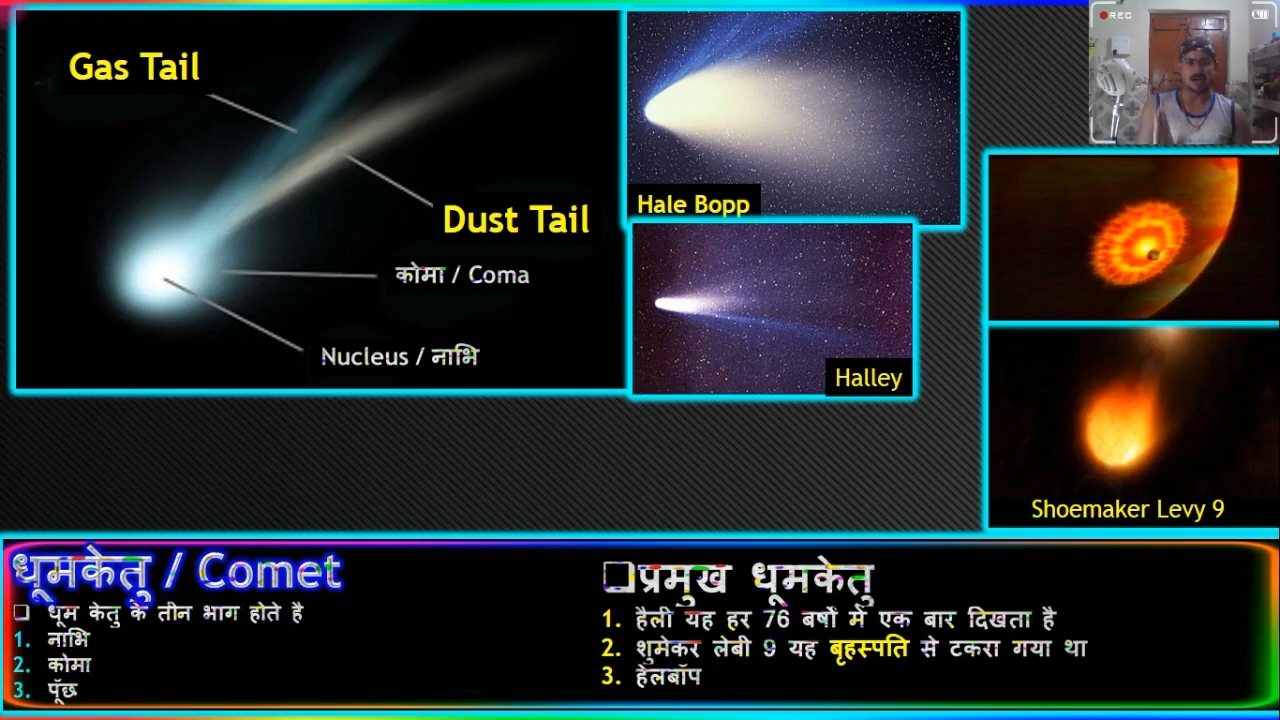 Gas Tail
Dust Tail
कोमा / Coma
Nucleus / नाभि
Hale Bopp
Halley
REC
Shoemaker Levy 9
धूमकेतु / Comet
धूम केतु के तीन भाग होते है
1. नाभि
2. कोमा
3. पूँछ
प्रमुख धूमकेतु
1. हैली यह हर 76 बर्षों में एक बार दिखता है
2. शुमेकर लेबी 9 यह बृहस्पति से टकरा गया था
3. हेलबॉप